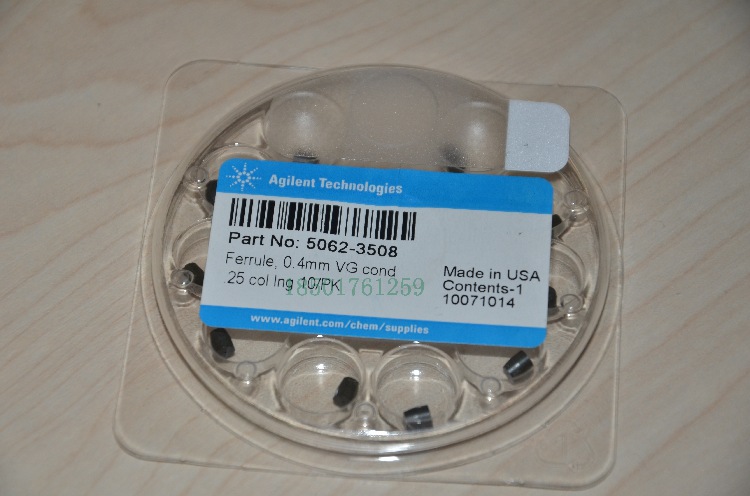 Agilent Technologies
Part No: 5062-3508
Ferrule, 0.4mm VG cond
25 col lng 10/PK
Made in USA
Contents-1
10071014
18501761259
www.agilent.com/chem/supplies